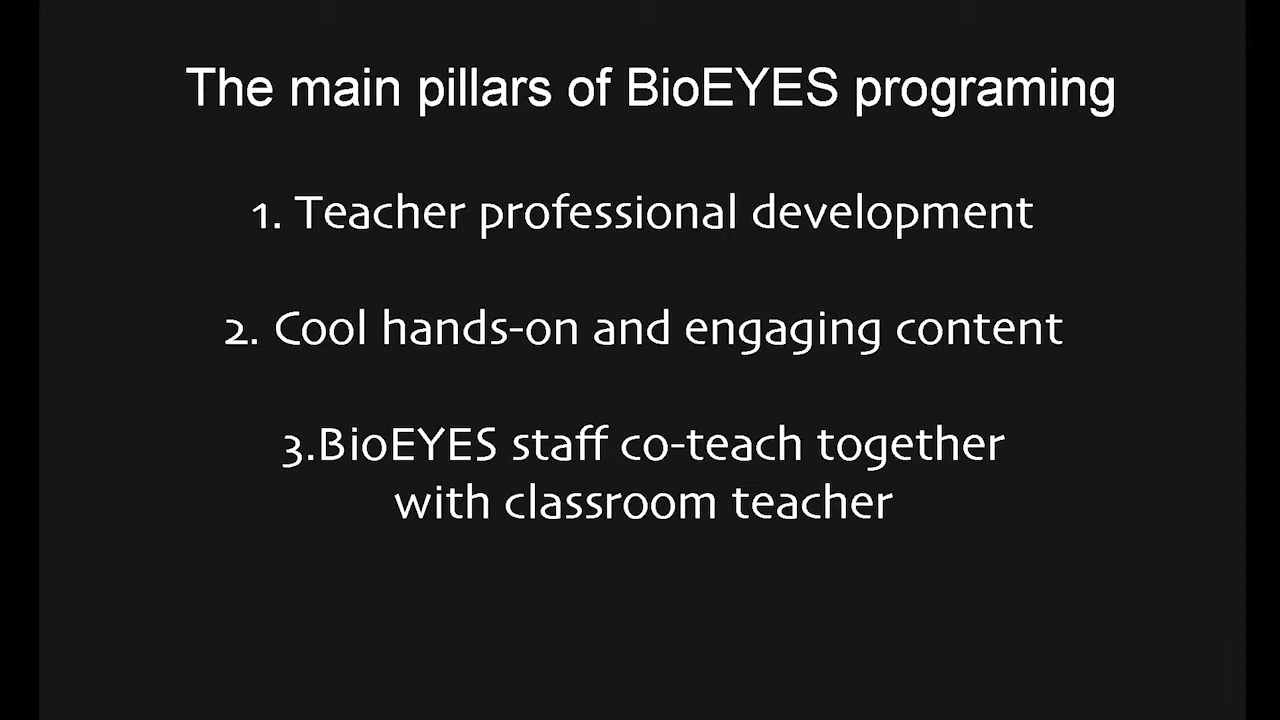 The main pillars of BioEYES programing
1. Teacher professional development
2. Cool hands-on and engaging content
3.BioEYES staff co-teach together
with classroom teacher